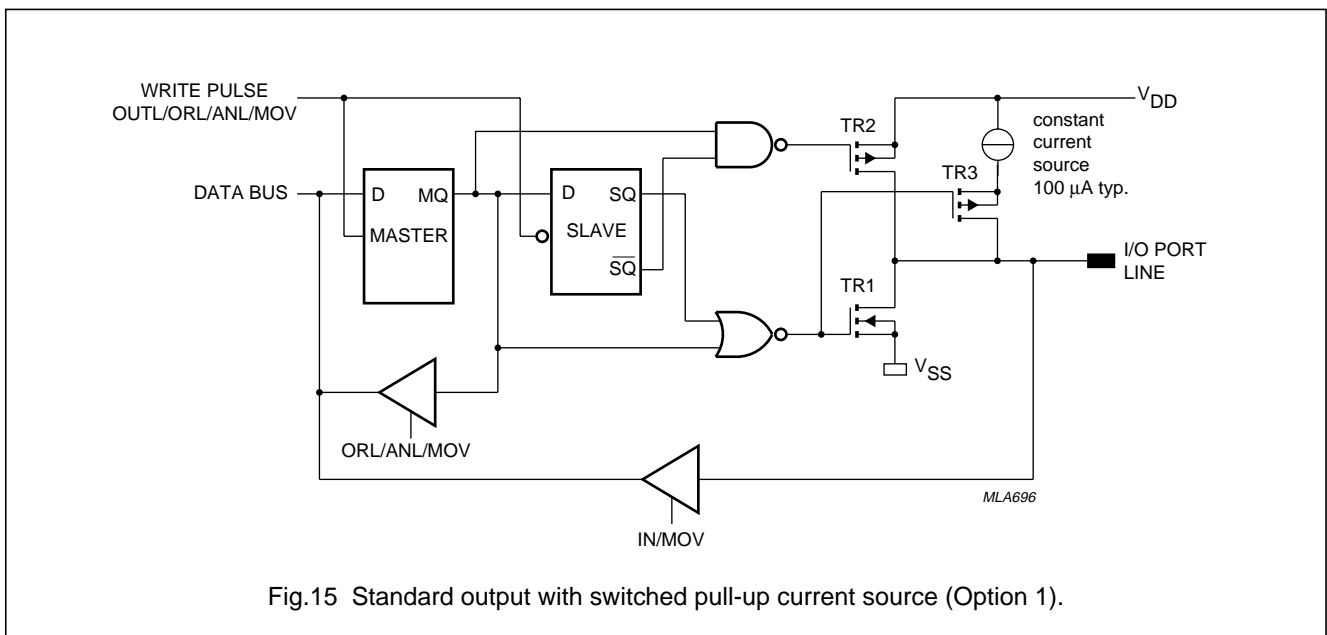 WRITE PULSE
OUTL/ORL/ANL/MOV
VDD
TR2
constant
current
source
100 μA typ.
TR3
DATA BUS
D
MQ
MASTER
D
SQ
SLAVE
SQ
I/O PORT
LINE
TR1
VSS
ORL/ANL/MOV
MLA696
IN/MOV
Fig.15 Standard output with switched pull-up current source (Option 1).